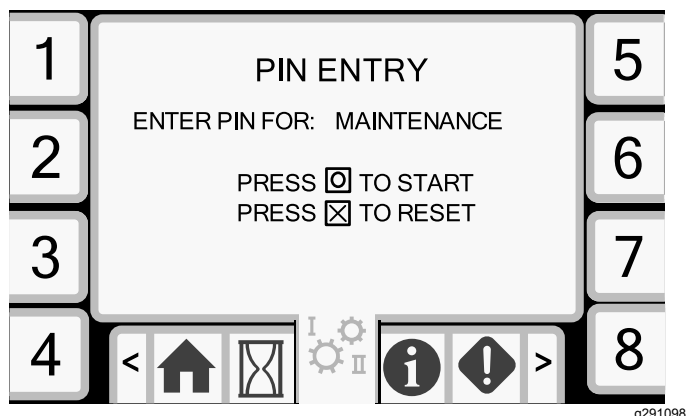 1
2
3
4
PIN ENTRY
ENTER PIN FOR: MAINTENANCE
PRESS O TO START
PRESS X TO RESET
< I II i ! >
5
6
7
8
g291098